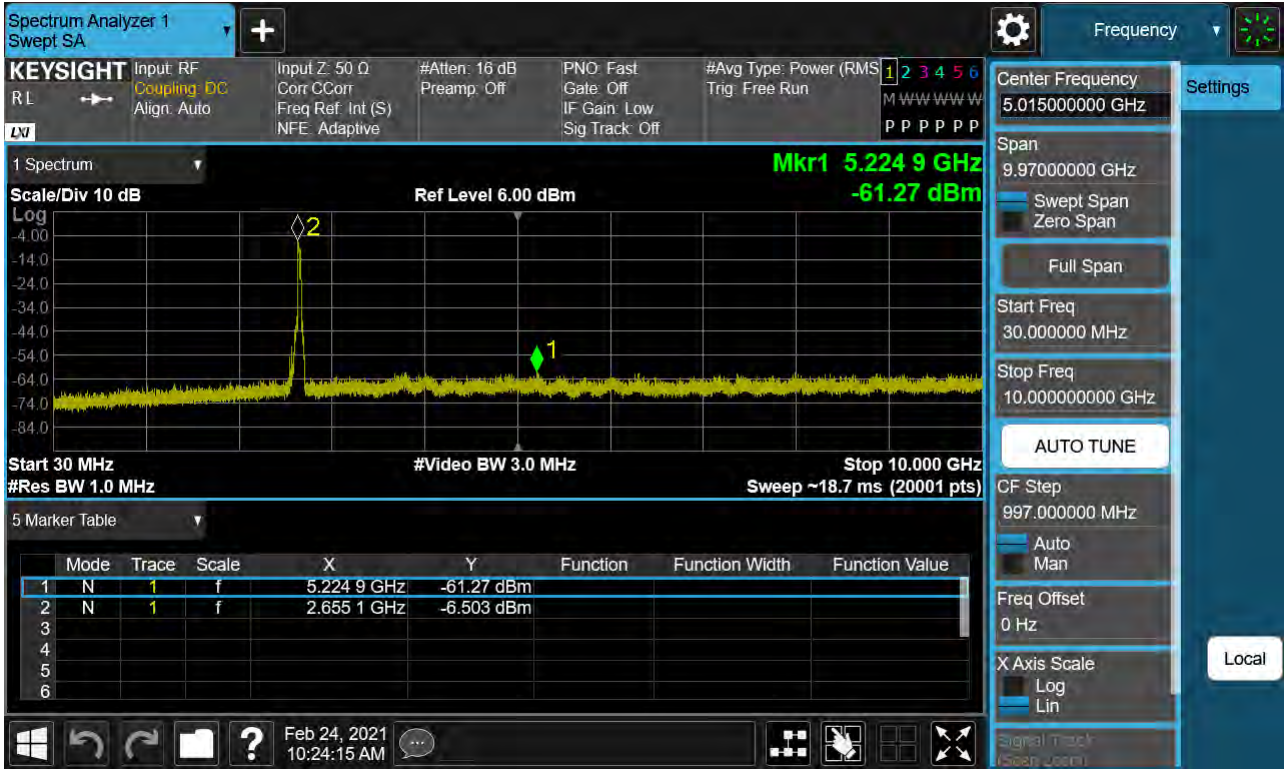 Spectrum Analyzer 1
Swept SA
Frequency
KEYSIGHT
RL
LXI
Input: RF
Coupling: DC
Align: Auto
Input Z: 50 Ω
Corr CCorr
Freq Ref: Int (S)
NFE: Adaptive
#Atten: 16 dB
Preamp: Off
PNO: Fast
Gate: Off
IF Gain: Low
Sig Track: Off
#Avg Type: Power (RMS
Trig: Free Run
1 2 3 4 5 6
M W W W W W
P P P P P P
1 Spectrum
Mkr1 5.224 9 GHz
Scale/Div 10 dB
Ref Level 6.00 dBm
-61.27 dBm
Log
-4.00
-14.0
-24.0
-34.0
-44.0
-54.0
-64.0
-74.0
-84.0
2
1
Start 30 MHz
#Video BW 3.0 MHz
Stop 10.000 GHz
#Res BW 1.0 MHz
Sweep ~18.7 ms (20001 pts)
5 Marker Table
Mode Trace Scale X Y Function Function Width Function Value
1 N 1 f 5.224 9 GHz -61.27 dBm
2 N 1 f 2.655 1 GHz -6.503 dBm
3
4
5
6
Feb 24, 2021
10:24:15 AM
Center Frequency
5.015000000 GHz
Span
9.97000000 GHz
Swept Span
Zero Span
Full Span
Start Freq
30.000000 MHz
Stop Freq
10.000000000 GHz
AUTO TUNE
CF Step
997.000000 MHz
Auto
Man
Freq Offset
0 Hz
X Axis Scale
Log
Lin
Signal Track
(Span Zoom)
Settings
Local